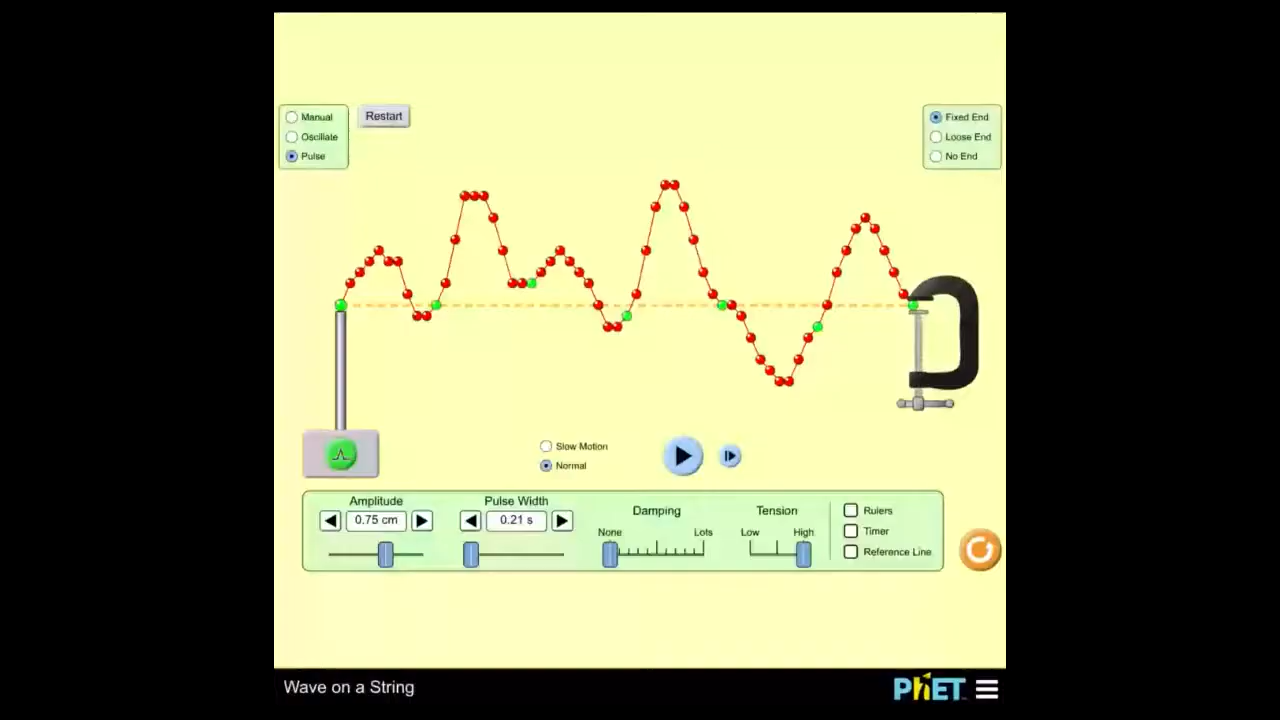 Manual
Oscillate
Pulse
Restart
Fixed End
Loose End
No End
Slow Motion
Normal
Amplitude
0.75 cm
Pulse Width
0.21 s
Damping
None
Lots
Tension
Low
High
Rulers
Timer
Reference Line
Wave on a String
PhET